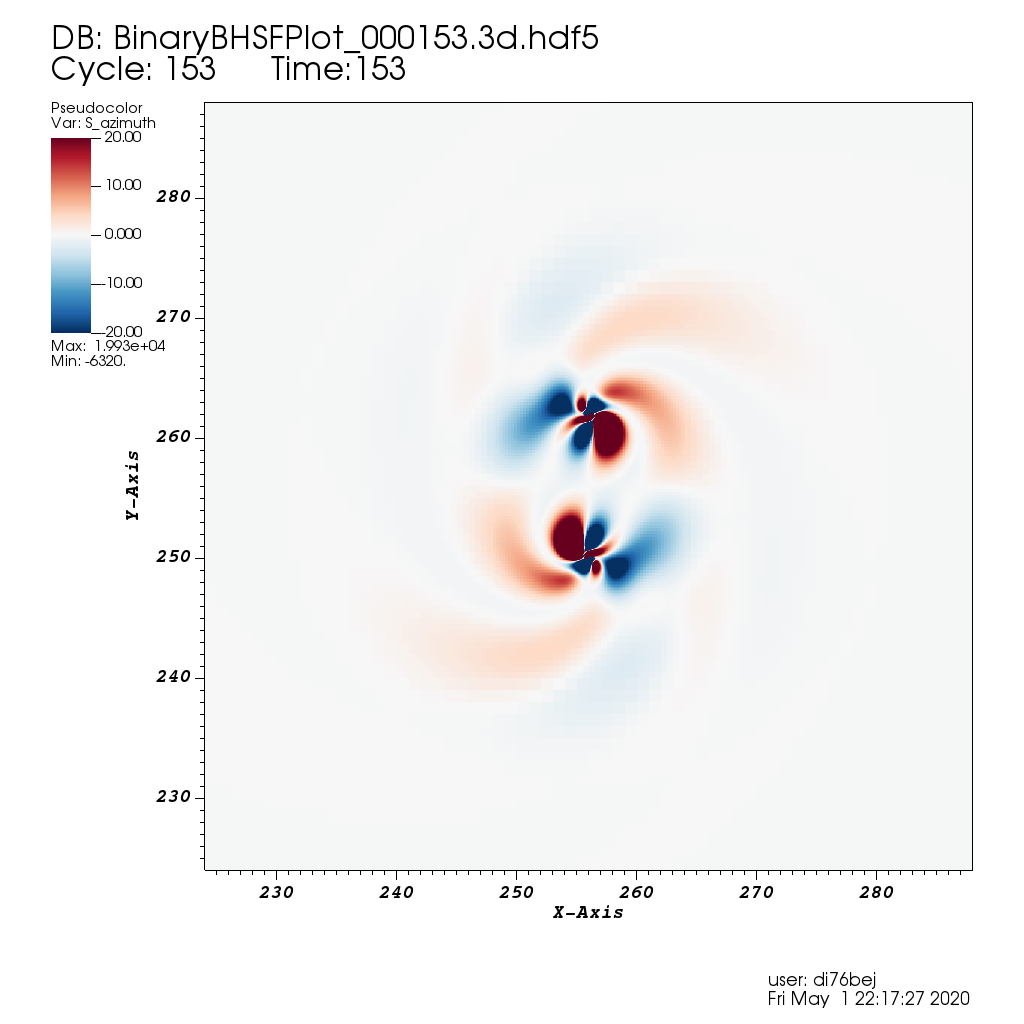 DB: BinaryBHSFPlot_000153.3d.hdf5
Cycle: 153 Time:153
Pseudocolor
Var: S_azimuth
20.00
10.00
0.000
-10.00
-20.00
Max: 1.993e+04
Min: -6320.
280
270
260
250
240
230
Y-Axis
230 240 250 260 270 280
X-Axis
user: di76bej
Fri May 1 22:17:27 2020